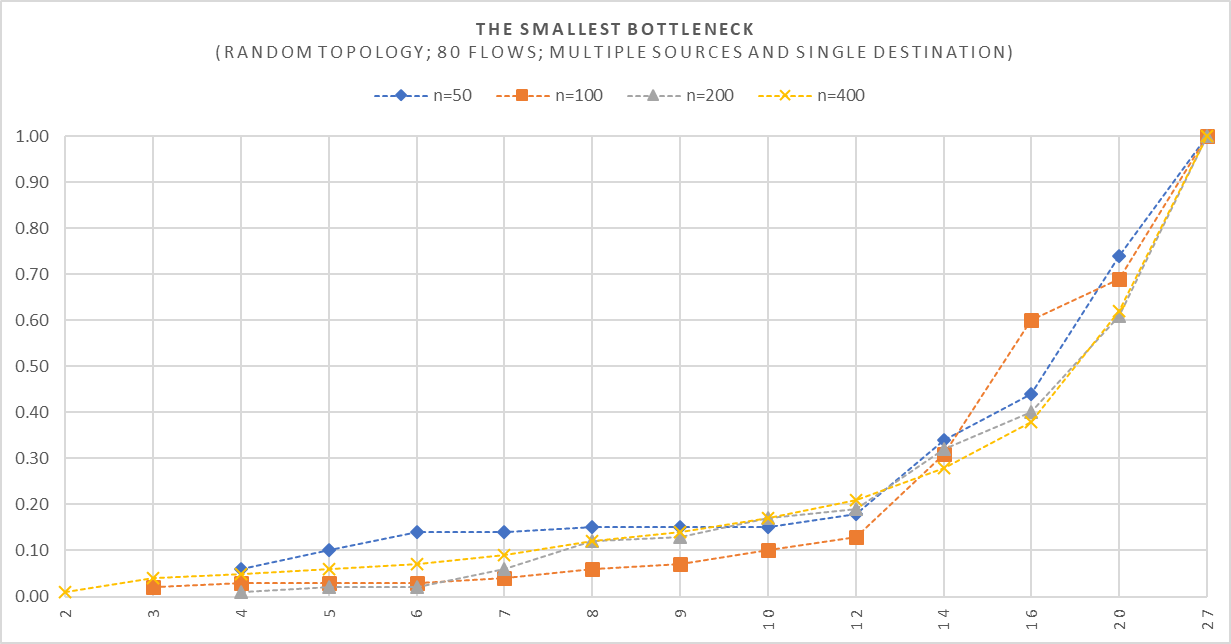 THE SMALLEST BOTTLENECK
(RANDOM TOPOLOGY; 80 FLOWS; MULTIPLE SOURCES AND SINGLE DESTINATION)
n=50 n=100 n=200 n=400
1.00
0.90
0.80
0.70
0.60
0.50
0.40
0.30
0.20
0.10
0.00
2 3 4 5 6 7 8 9 10 12 14 16 20 27